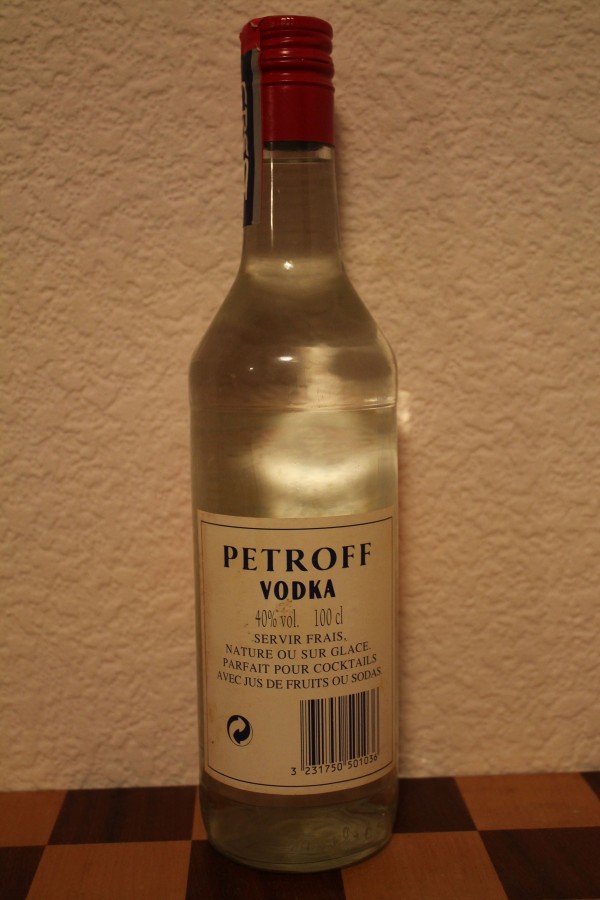 PETROFF
VODKA
40% vol. 100 cl
SERVIR FRAIS,
NATURE OU SUR GLACE.
PARFAIT POUR COCKTAILS
AVEC JUS DE FRUITS OU SODAS.
3 231750 501036